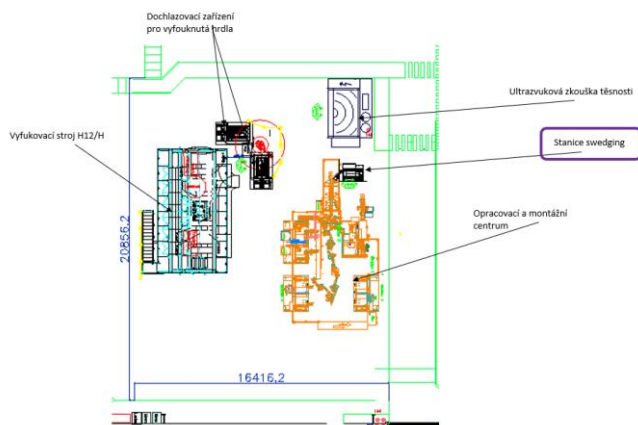 Dochlazovací zařízení
pro vyfouknutá hrdla
Ultrazvuková zkouška těsnosti
Vyfukovací stroj H12/H
Stanice swedging
Opracovací a montážní
centrum
20856,2
16416,2